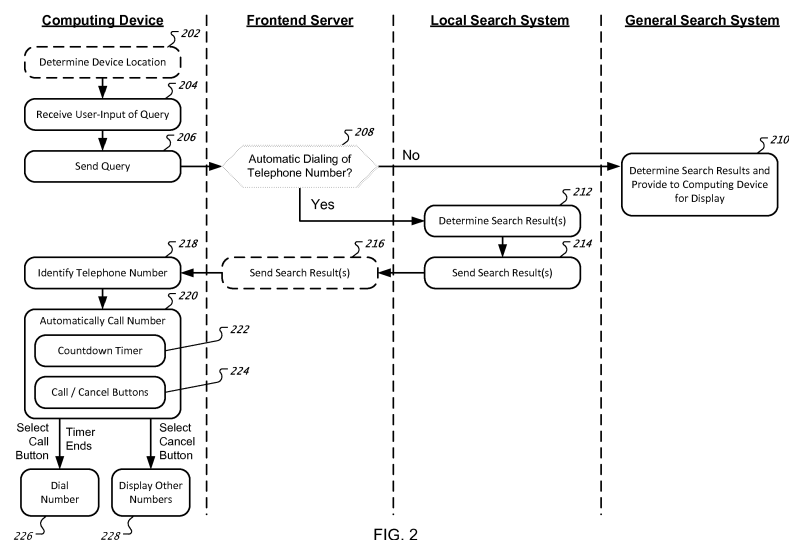 Computing Device
Frontend Server
Local Search System
General Search System
202
Determine Device Location
204
Receive User-Input of Query
206
Send Query
208
Automatic Dialing of
Telephone Number?
No
Yes
210
Determine Search Results and
Provide to Computing Device
for Display
212
Determine Search Result(s)
214
Send Search Result(s)
216
Send Search Result(s)
218
Identify Telephone Number
220
Automatically Call Number
222
Countdown Timer
224
Call / Cancel Buttons
Select
Call
Button
Timer
Ends
Select
Cancel
Button
Dial
Number
Display Other
Numbers
226
228
FIG. 2